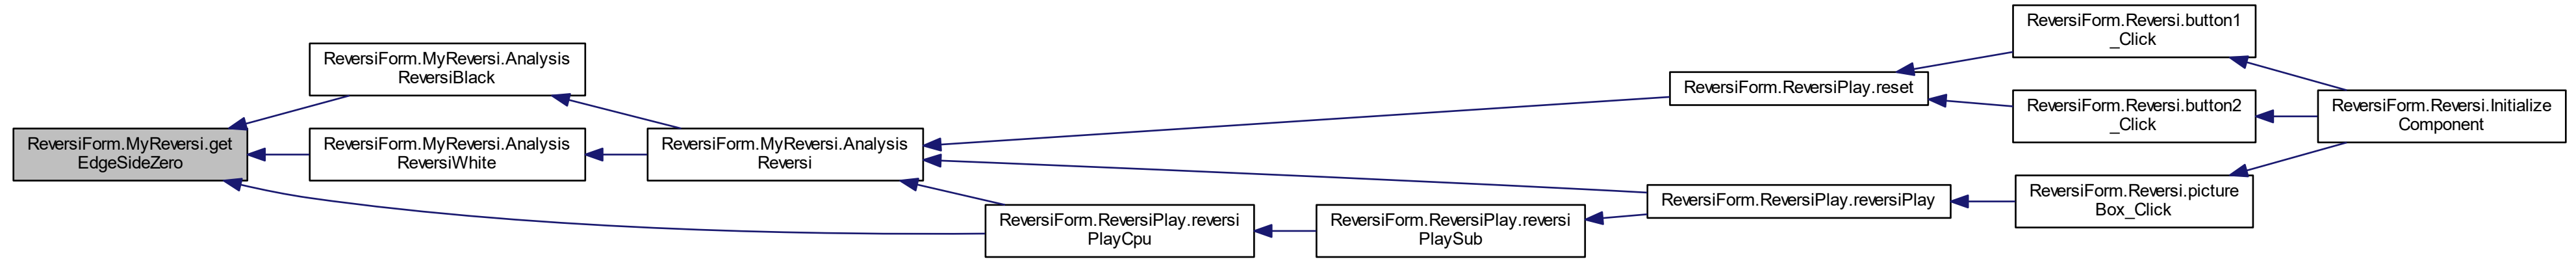 ReversiForm.MyReversi.get
EdgeSideZero
ReversiForm.MyReversi.Analysis
ReversiBlack
ReversiForm.MyReversi.Analysis
ReversiWhite
ReversiForm.MyReversi.Analysis
Reversi
ReversiForm.ReversiPlay.reversi
PlayCpu
ReversiForm.ReversiPlay.reversi
PlaySub
ReversiForm.ReversiPlay.reset
ReversiForm.ReversiPlay.reversiPlay
ReversiForm.Reversi.button1
_Click
ReversiForm.Reversi.button2
_Click
ReversiForm.Reversi.picture
Box_Click
ReversiForm.Reversi.Initialize
Component